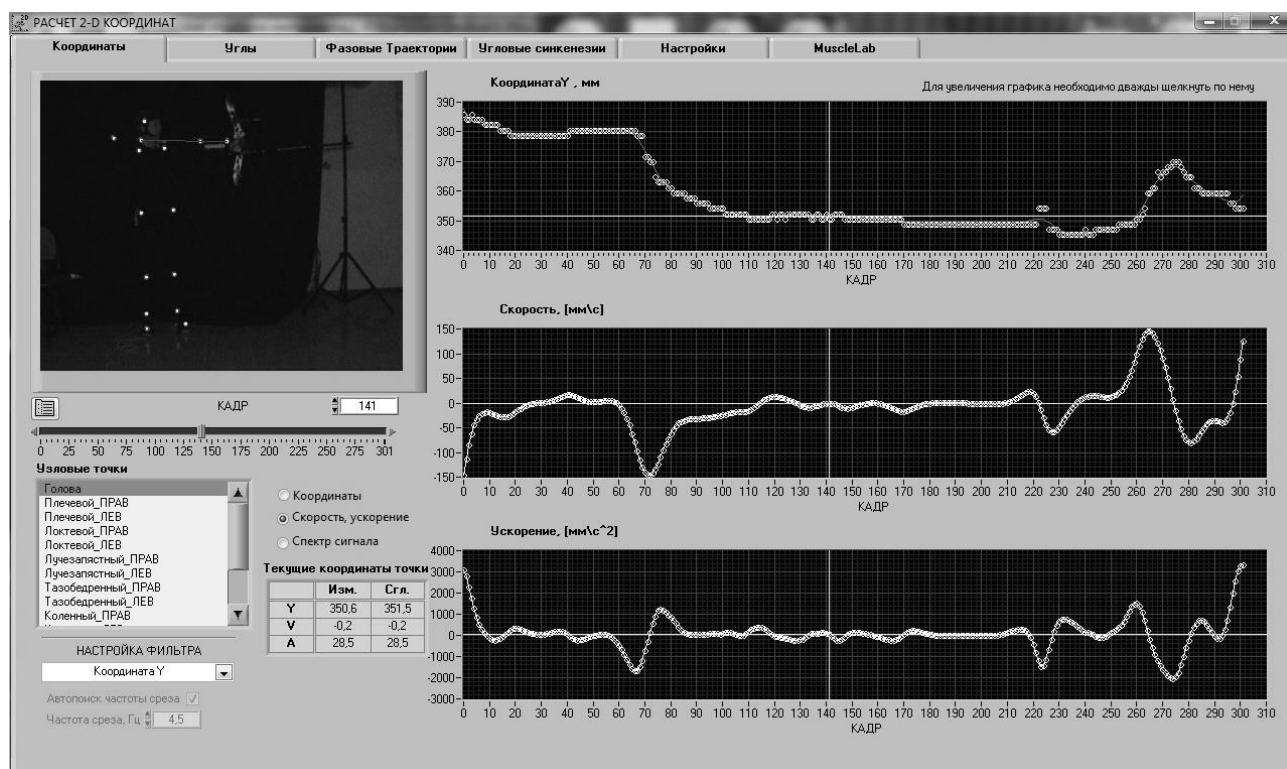 РАСЧЕТ 2-D КООРДИНАТ
Координаты Углы Фазовые Траектории Угловые синкенезии Настройки MuscleLab
КоординатаY , мм
Для увеличения графика необходимо дважды щелкнуть по нему
390
380
370
360
350
340
0 10 20 30 40 50 60 70 80 90 100 110 120 130 140 150 160 170 180 190 200 210 220 230 240 250 260 270 280 290 300 310
КАДР
Скорость, [мм\с]
150
100
50
0
-50
-100
-150
0 10 20 30 40 50 60 70 80 90 100 110 120 130 140 150 160 170 180 190 200 210 220 230 240 250 260 270 280 290 300 310
КАДР
Ускорение, [мм\с^2]
4000
3000
2000
1000
0
-1000
-2000
-3000
0 10 20 30 40 50 60 70 80 90 100 110 120 130 140 150 160 170 180 190 200 210 220 230 240 250 260 270 280 290 300 310
КАДР
КАДР 141
0 25 50 75 100 125 150 175 200 225 250 275 301
Узловые точки
Голова
Плечевой_ПРАВ
Плечевой_ЛЕВ
Локтевой_ПРАВ
Локтевой_ЛЕВ
Лучезапястный_ПРАВ
Лучезапястный_ЛЕВ
Тазобедренный_ПРАВ
Тазобедренный_ЛЕВ
Коленный_ПРАВ
Координаты
Скорость, ускорение
Спектр сигнала
Текущие координаты точки
Изм. Сгл.
Y 350,6 351,5
V -0,2 -0,2
A 28,5 28,5
НАСТРОЙКА ФИЛЬТРА
Координата Y
Автопоиск частоты среза
Частота среза, Гц 4,5